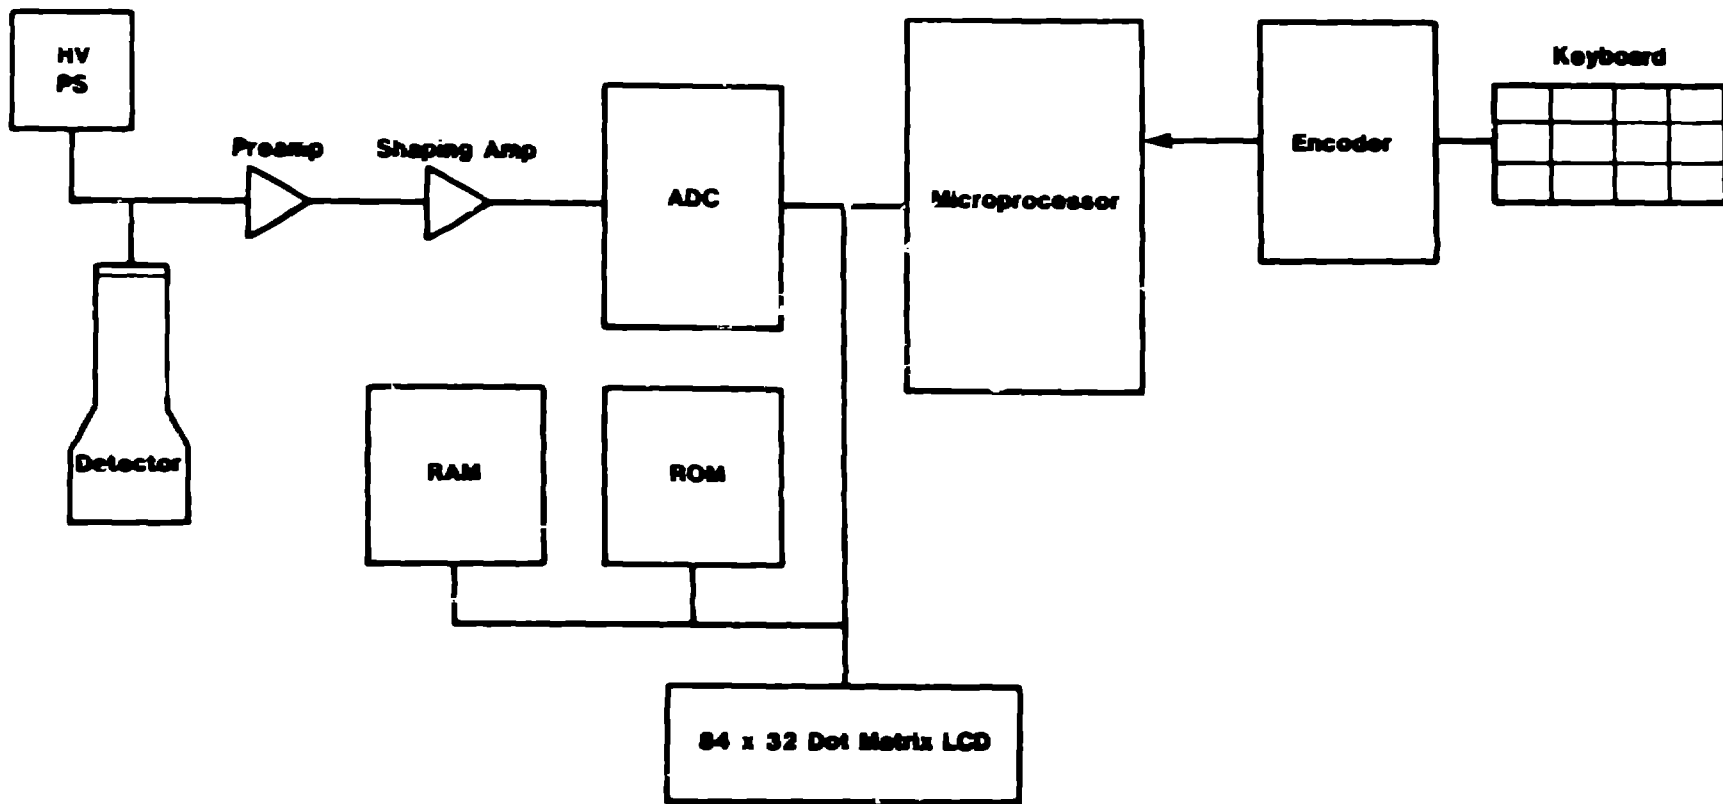 HV
PS
Keyboard
Preamp
Shaping Amp
Encoder
ADC
Microprocessor
Detector
RAM
ROM
84 x 32 Dot Matrix LCD